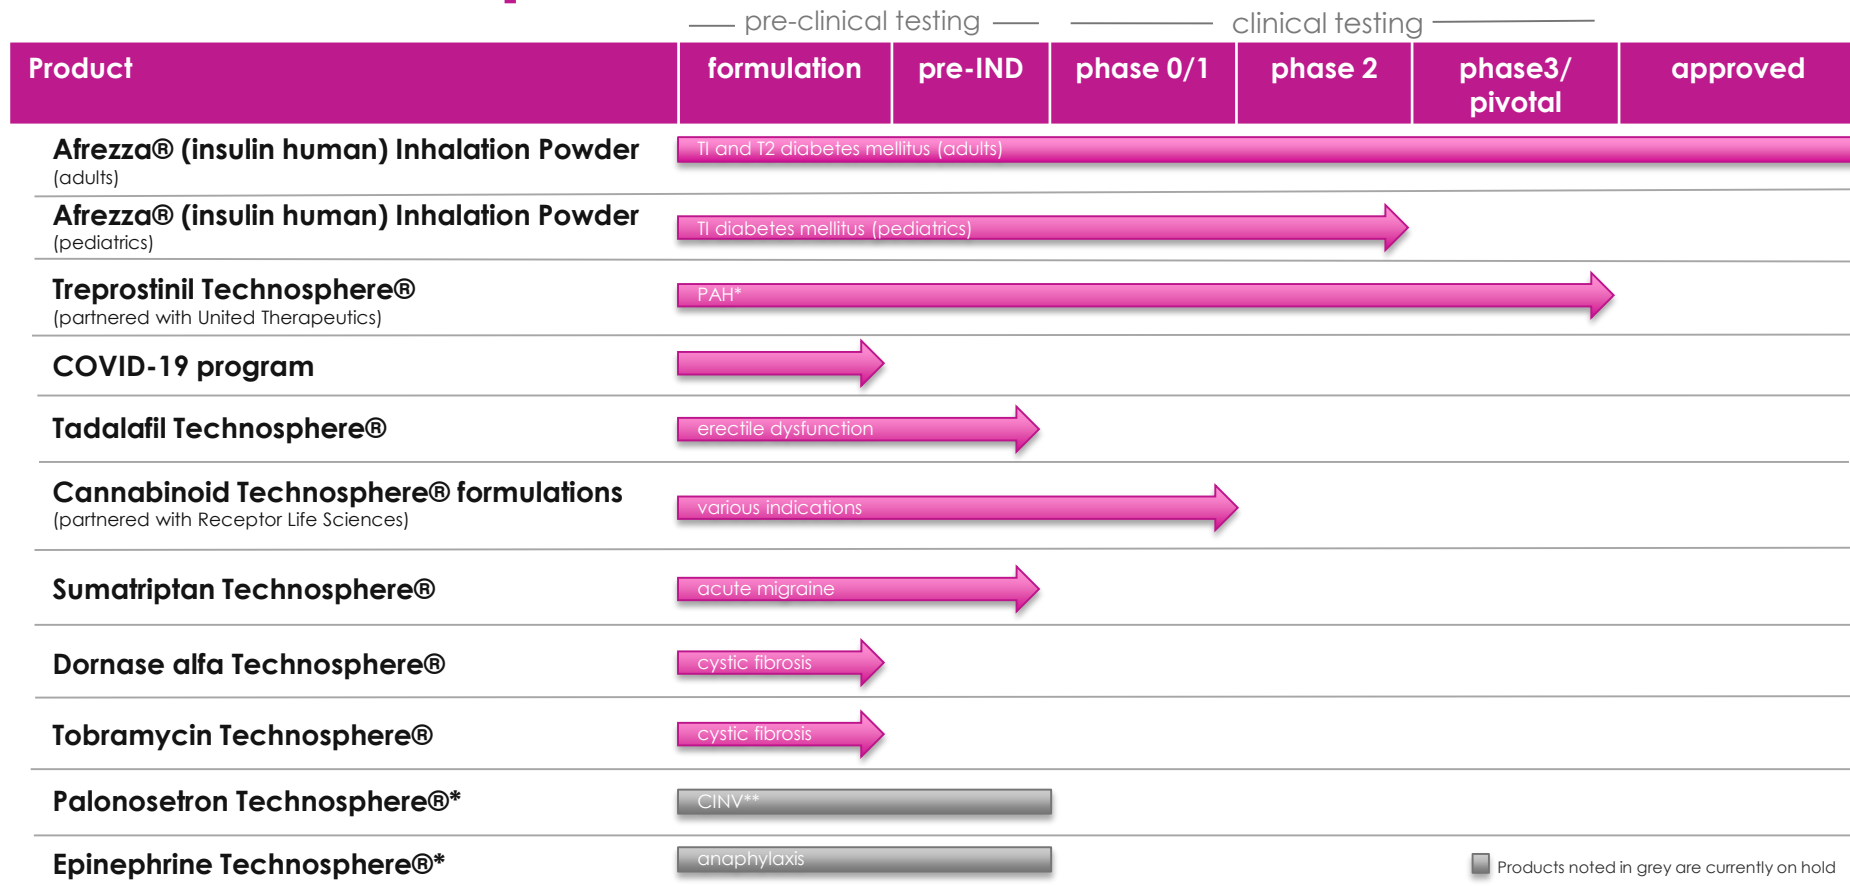 pre-clinical testing
clinical testing
Product
formulation
pre-IND
phase 0/1
phase 2
phase3/
pivotal
approved
Afrezza® (insulin human) Inhalation Powder
(adults)
TI and T2 diabetes mellitus (adults)
Afrezza® (insulin human) Inhalation Powder
(pediatrics)
TI diabetes mellitus (pediatrics)
Treprostinil Technosphere®
(partnered with United Therapeutics)
PAH*
COVID-19 program
Tadalafil Technosphere®
erectile dysfunction
Cannabinoid Technosphere® formulations
(partnered with Receptor Life Sciences)
various indications
Sumatriptan Technosphere®
acute migraine
Dornase alfa Technosphere®
cystic fibrosis
Tobramycin Technosphere®
cystic fibrosis
Palonosetron Technosphere®*
CINV**
Epinephrine Technosphere®*
anaphylaxis
Products noted in grey are currently on hold